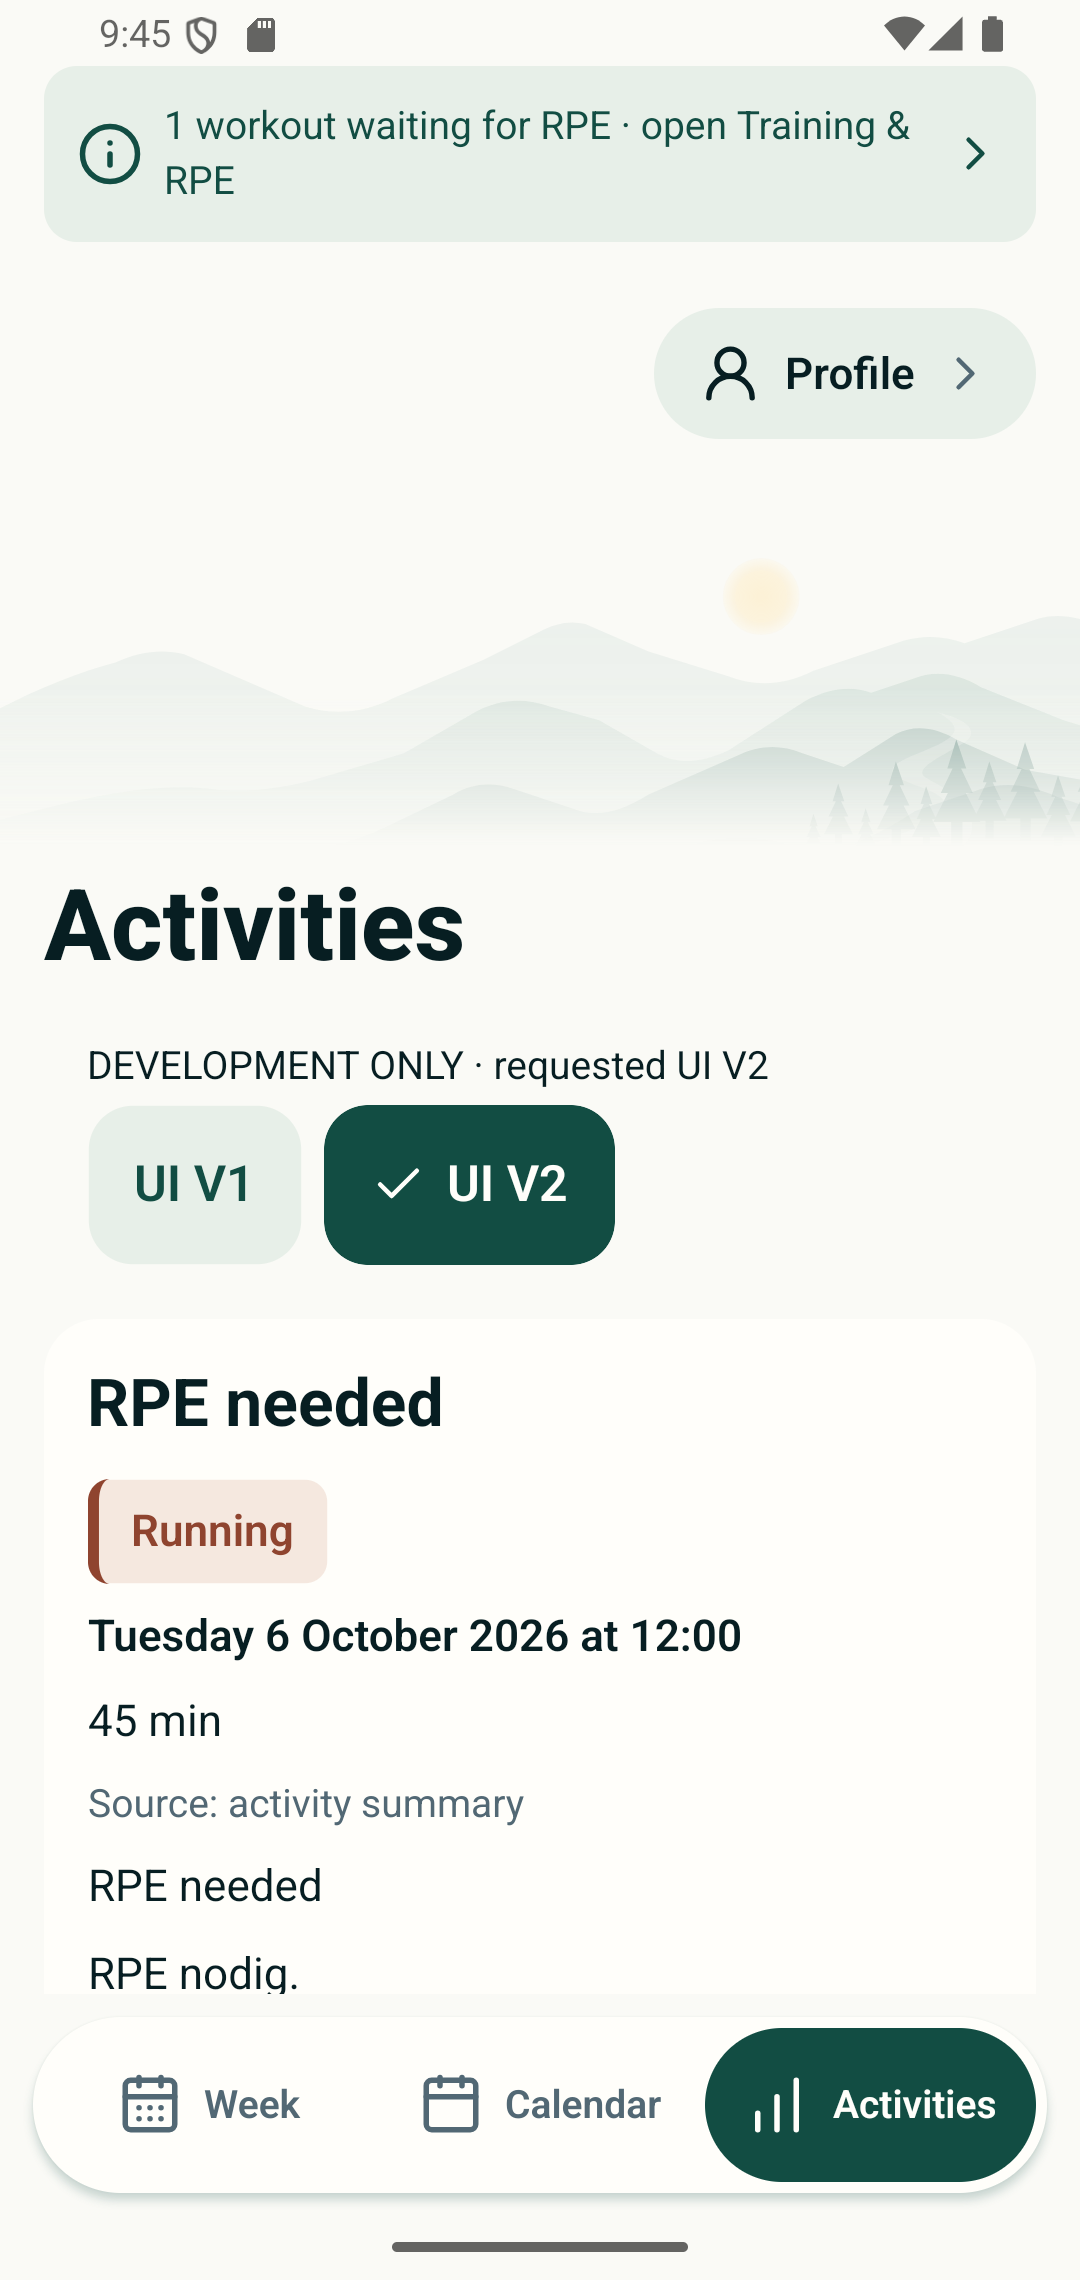 9:45
1 workout waiting for RPE · open Training &
RPE
Profile
Activities
DEVELOPMENT ONLY · requested UI V2
UI V1
UI V2
RPE needed
Running
Tuesday 6 October 2026 at 12:00
45 min
Source: activity summary
RPE needed
RPE nodig.
Week
Calendar
Activities